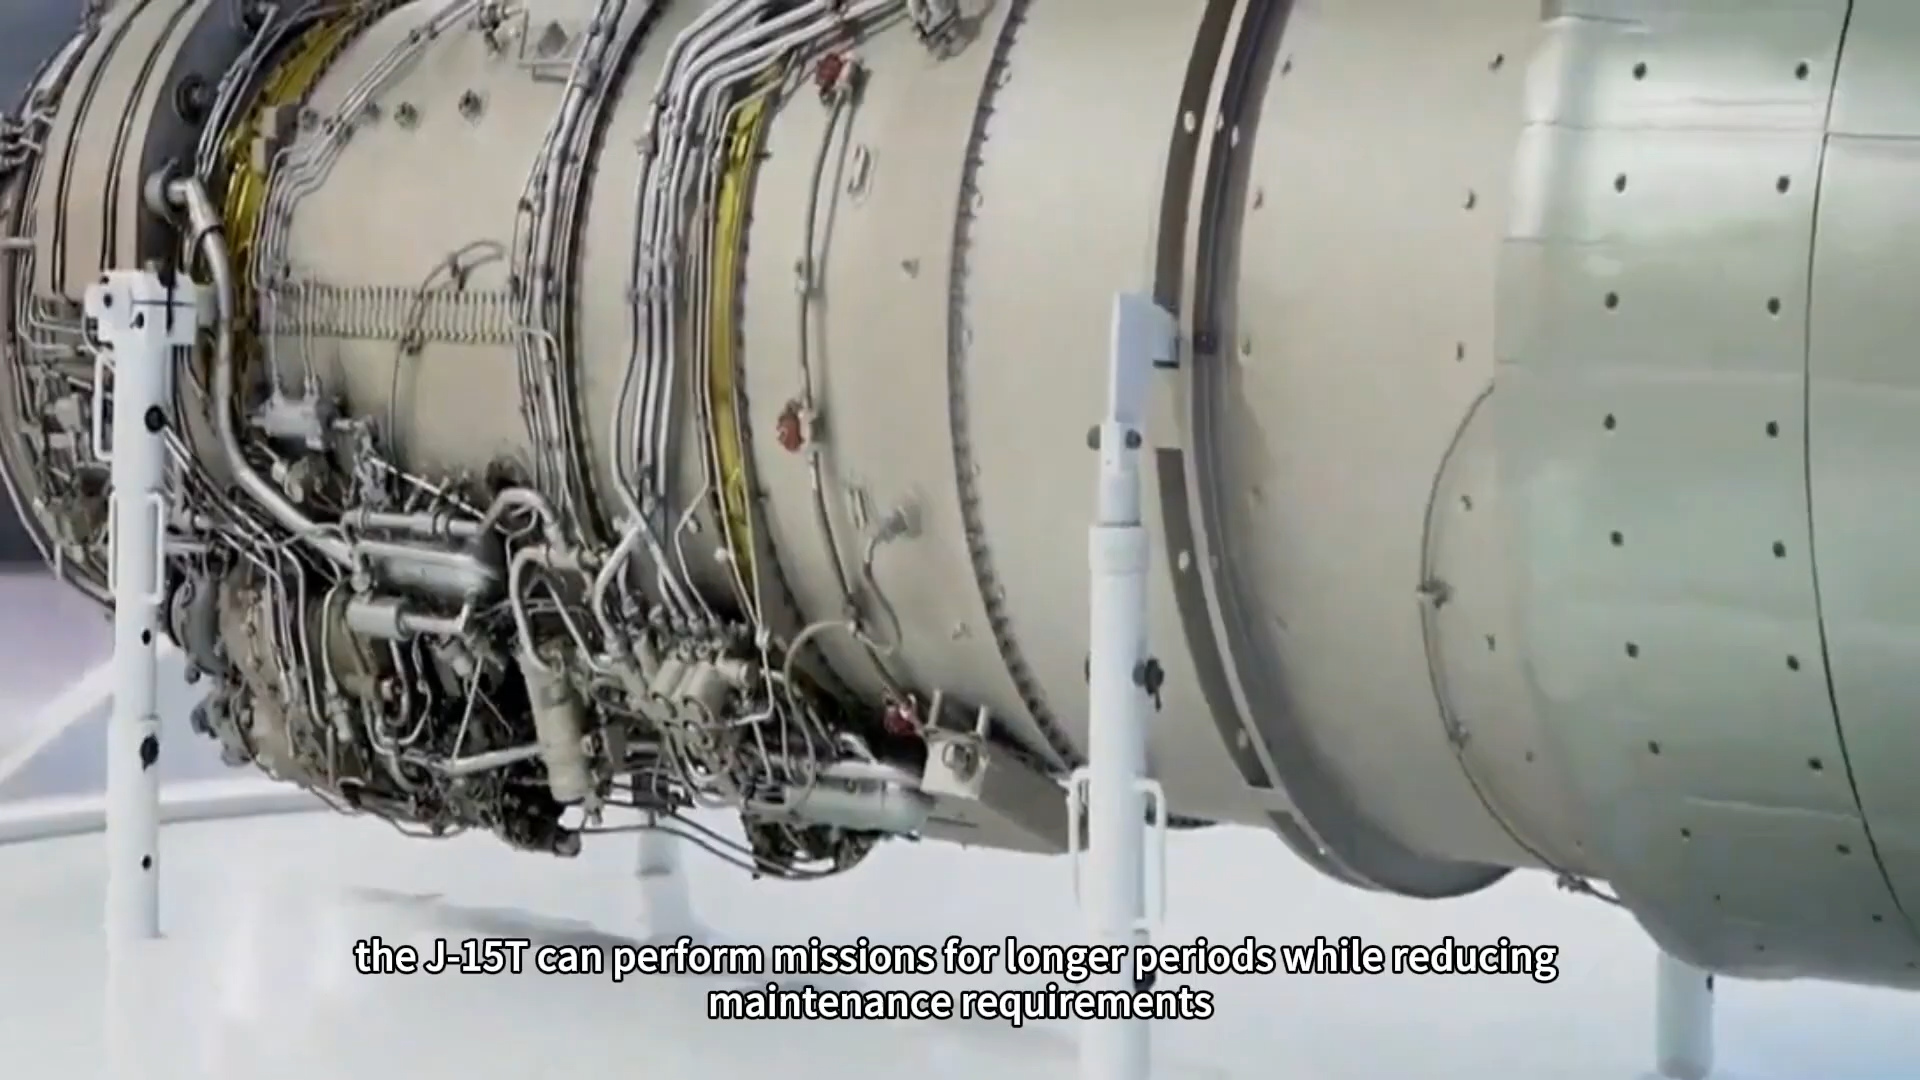 the J-15T can perform missions for longer periods while reducing
maintenance requirements